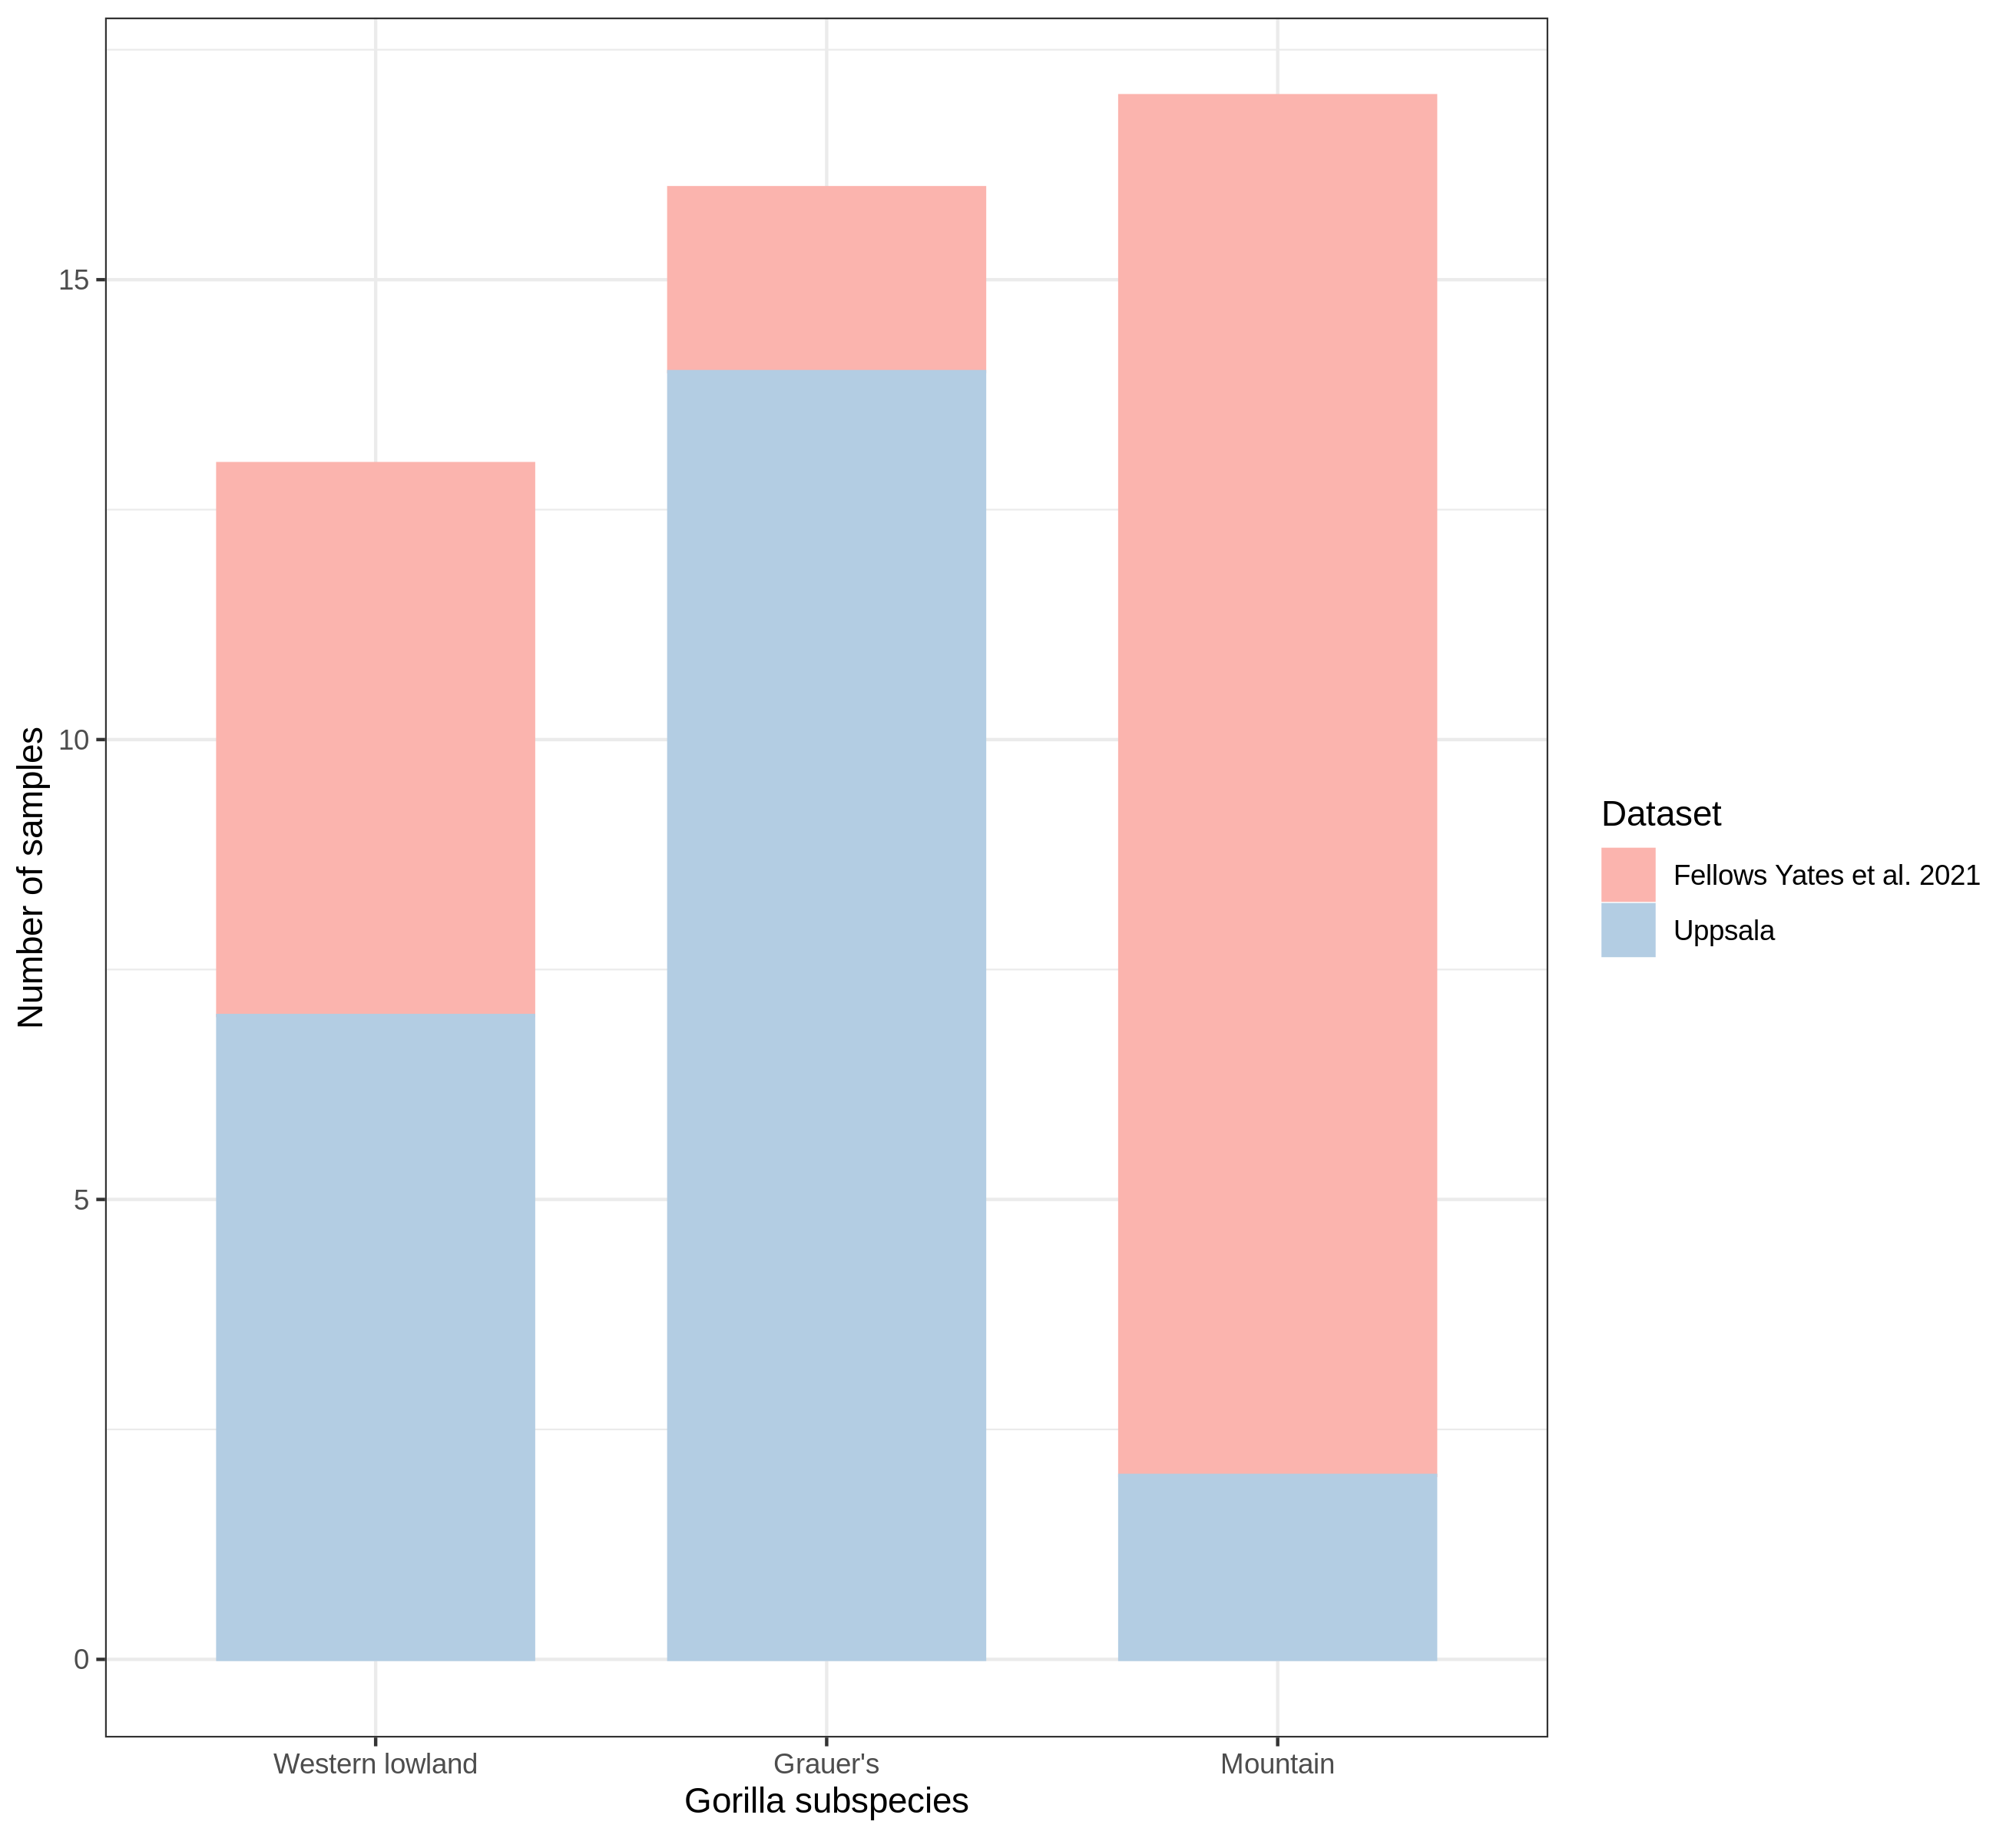 Number of samples
15
10
5
0
Western lowland
Grauer's
Mountain
Gorilla subspecies
Dataset
Fellows Yates et al. 2021
Uppsala